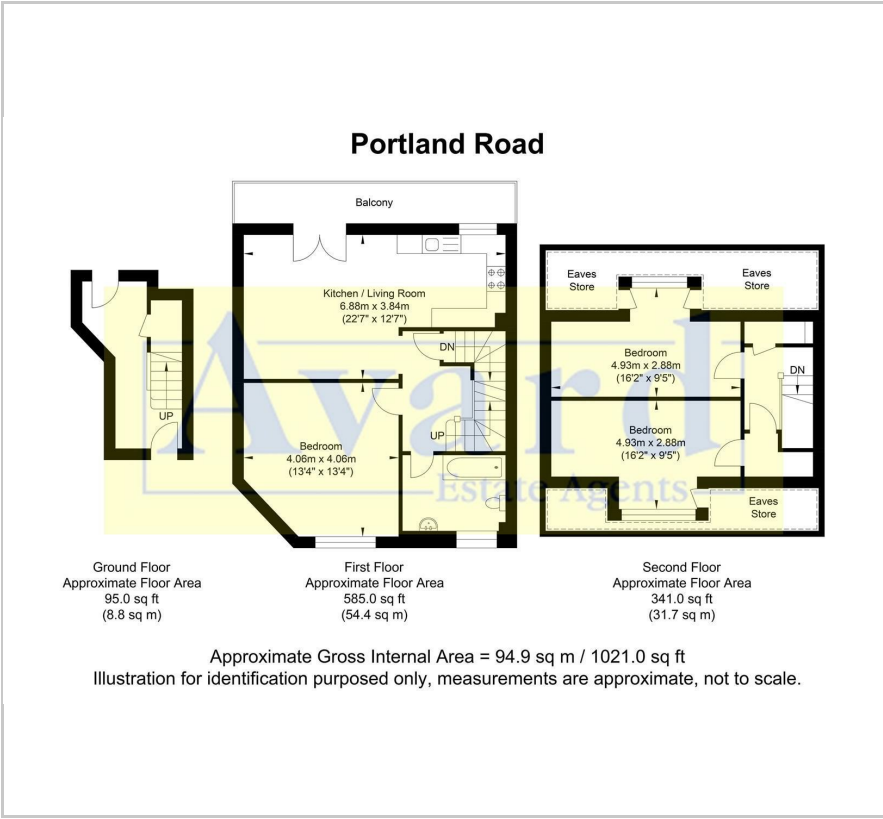 Portland Road
Balcony
Kitchen / Living Room
6.88m x 3.84m
(22'7" x 12'7")
DN
UP
Bedroom
4.06m x 4.06m
(13'4" x 13'4")
UP
Eaves
Store
Eaves
Store
Bedroom
4.93m x 2.88m
(16'2" x 9'5")
DN
Bedroom
4.93m x 2.88m
(16'2" x 9'5")
Eaves
Store
Avard
Estate Agents
Ground Floor
Approximate Floor Area
95.0 sq ft
(8.8 sq m)
First Floor
Approximate Floor Area
585.0 sq ft
(54.4 sq m)
Second Floor
Approximate Floor Area
341.0 sq ft
(31.7 sq m)
Approximate Gross Internal Area = 94.9 sq m / 1021.0 sq ft
Illustration for identification purposed only, measurements are approximate, not to scale.